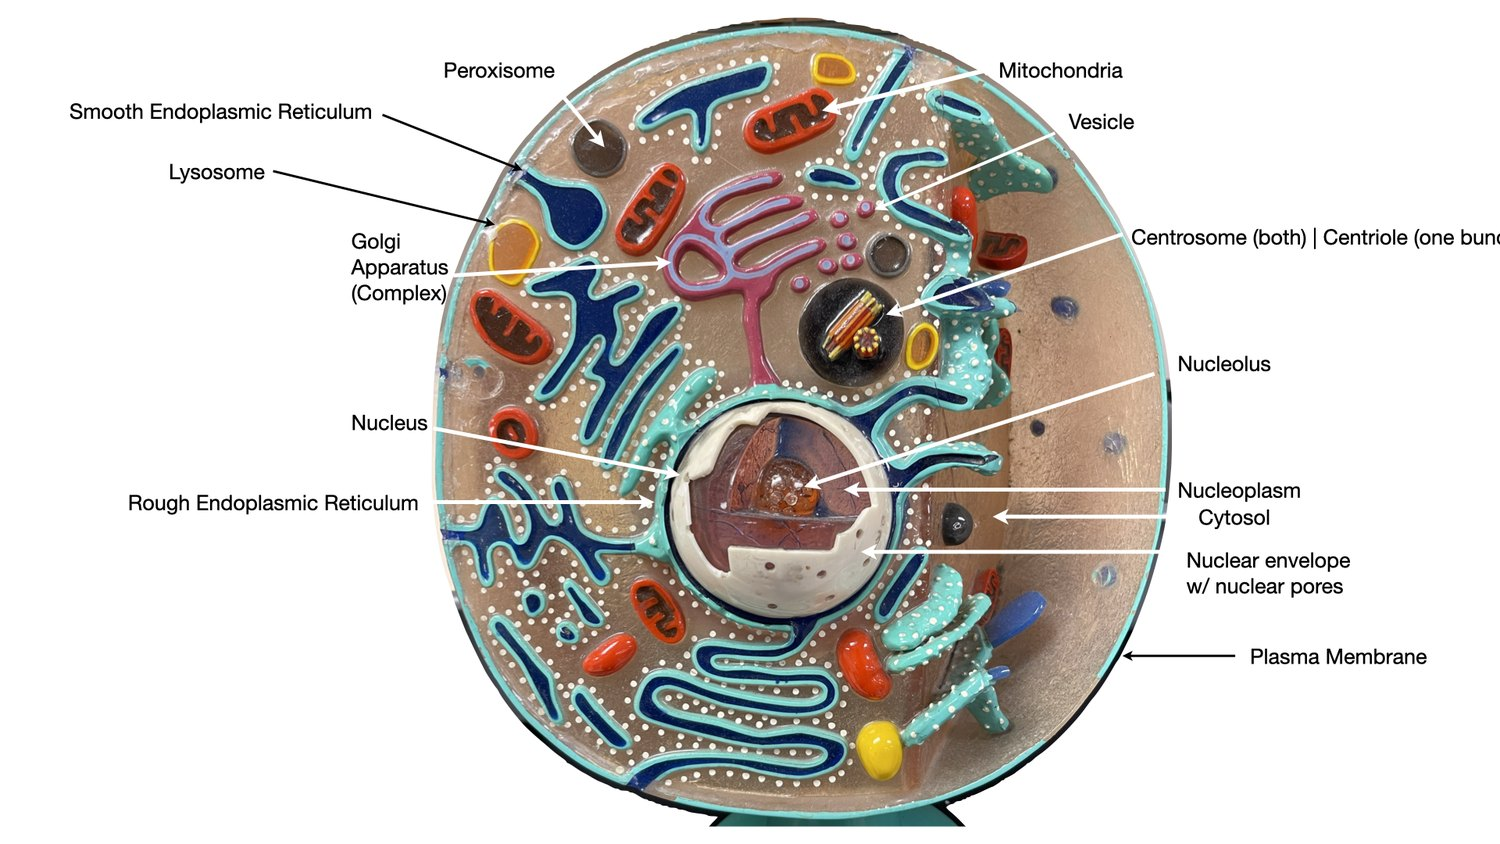 Peroxisome
Mitochondria
Smooth Endoplasmic Reticulum
Vesicle
Lysosome
Golgi
Apparatus
(Complex)
Centrosome (both) | Centriole (one bund
Nucleolus
Nucleus
Rough Endoplasmic Reticulum
Nucleoplasm
Cytosol
Nuclear envelope
w/ nuclear pores
Plasma Membrane